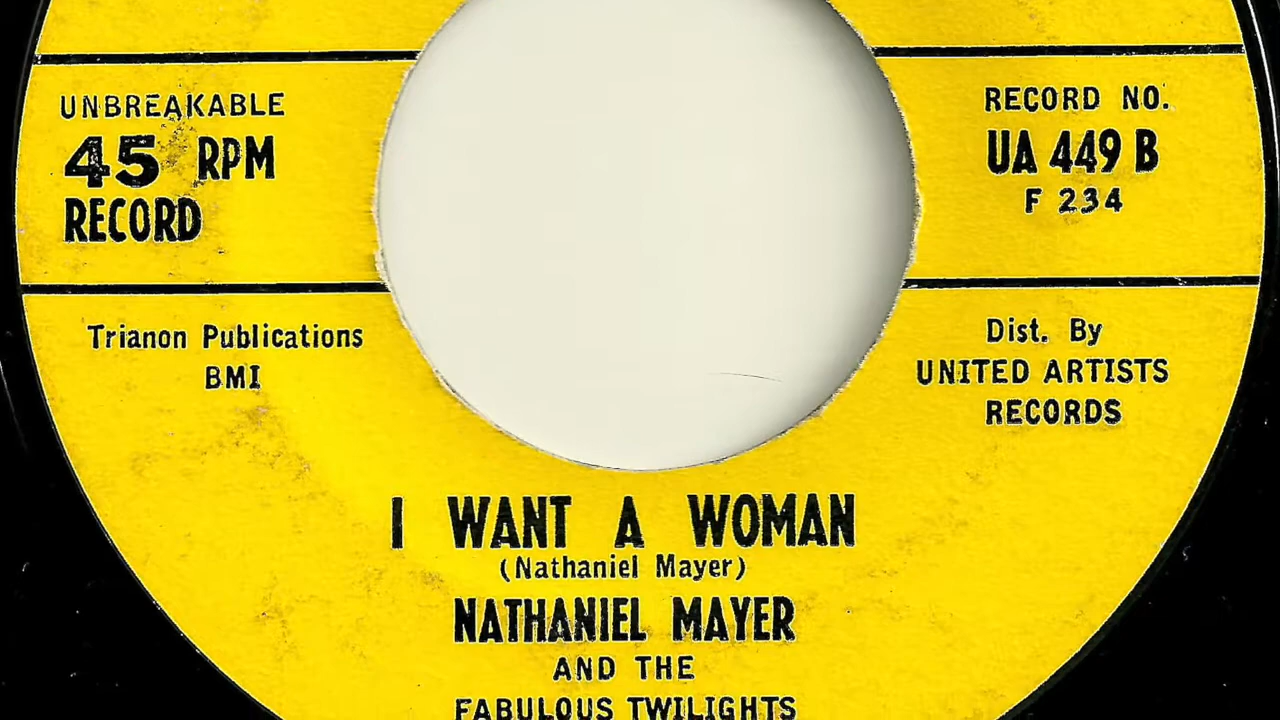 UNBREAKABLE
45 RPM
RECORD
RECORD NO.
UA 449 B
F 234
Trianon Publications
BMI
Dist. By
UNITED ARTISTS
RECORDS
I WANT A WOMAN
(Nathaniel Mayer)
NATHANIEL MAYER
AND THE
FABULOUS TWILIGHTS